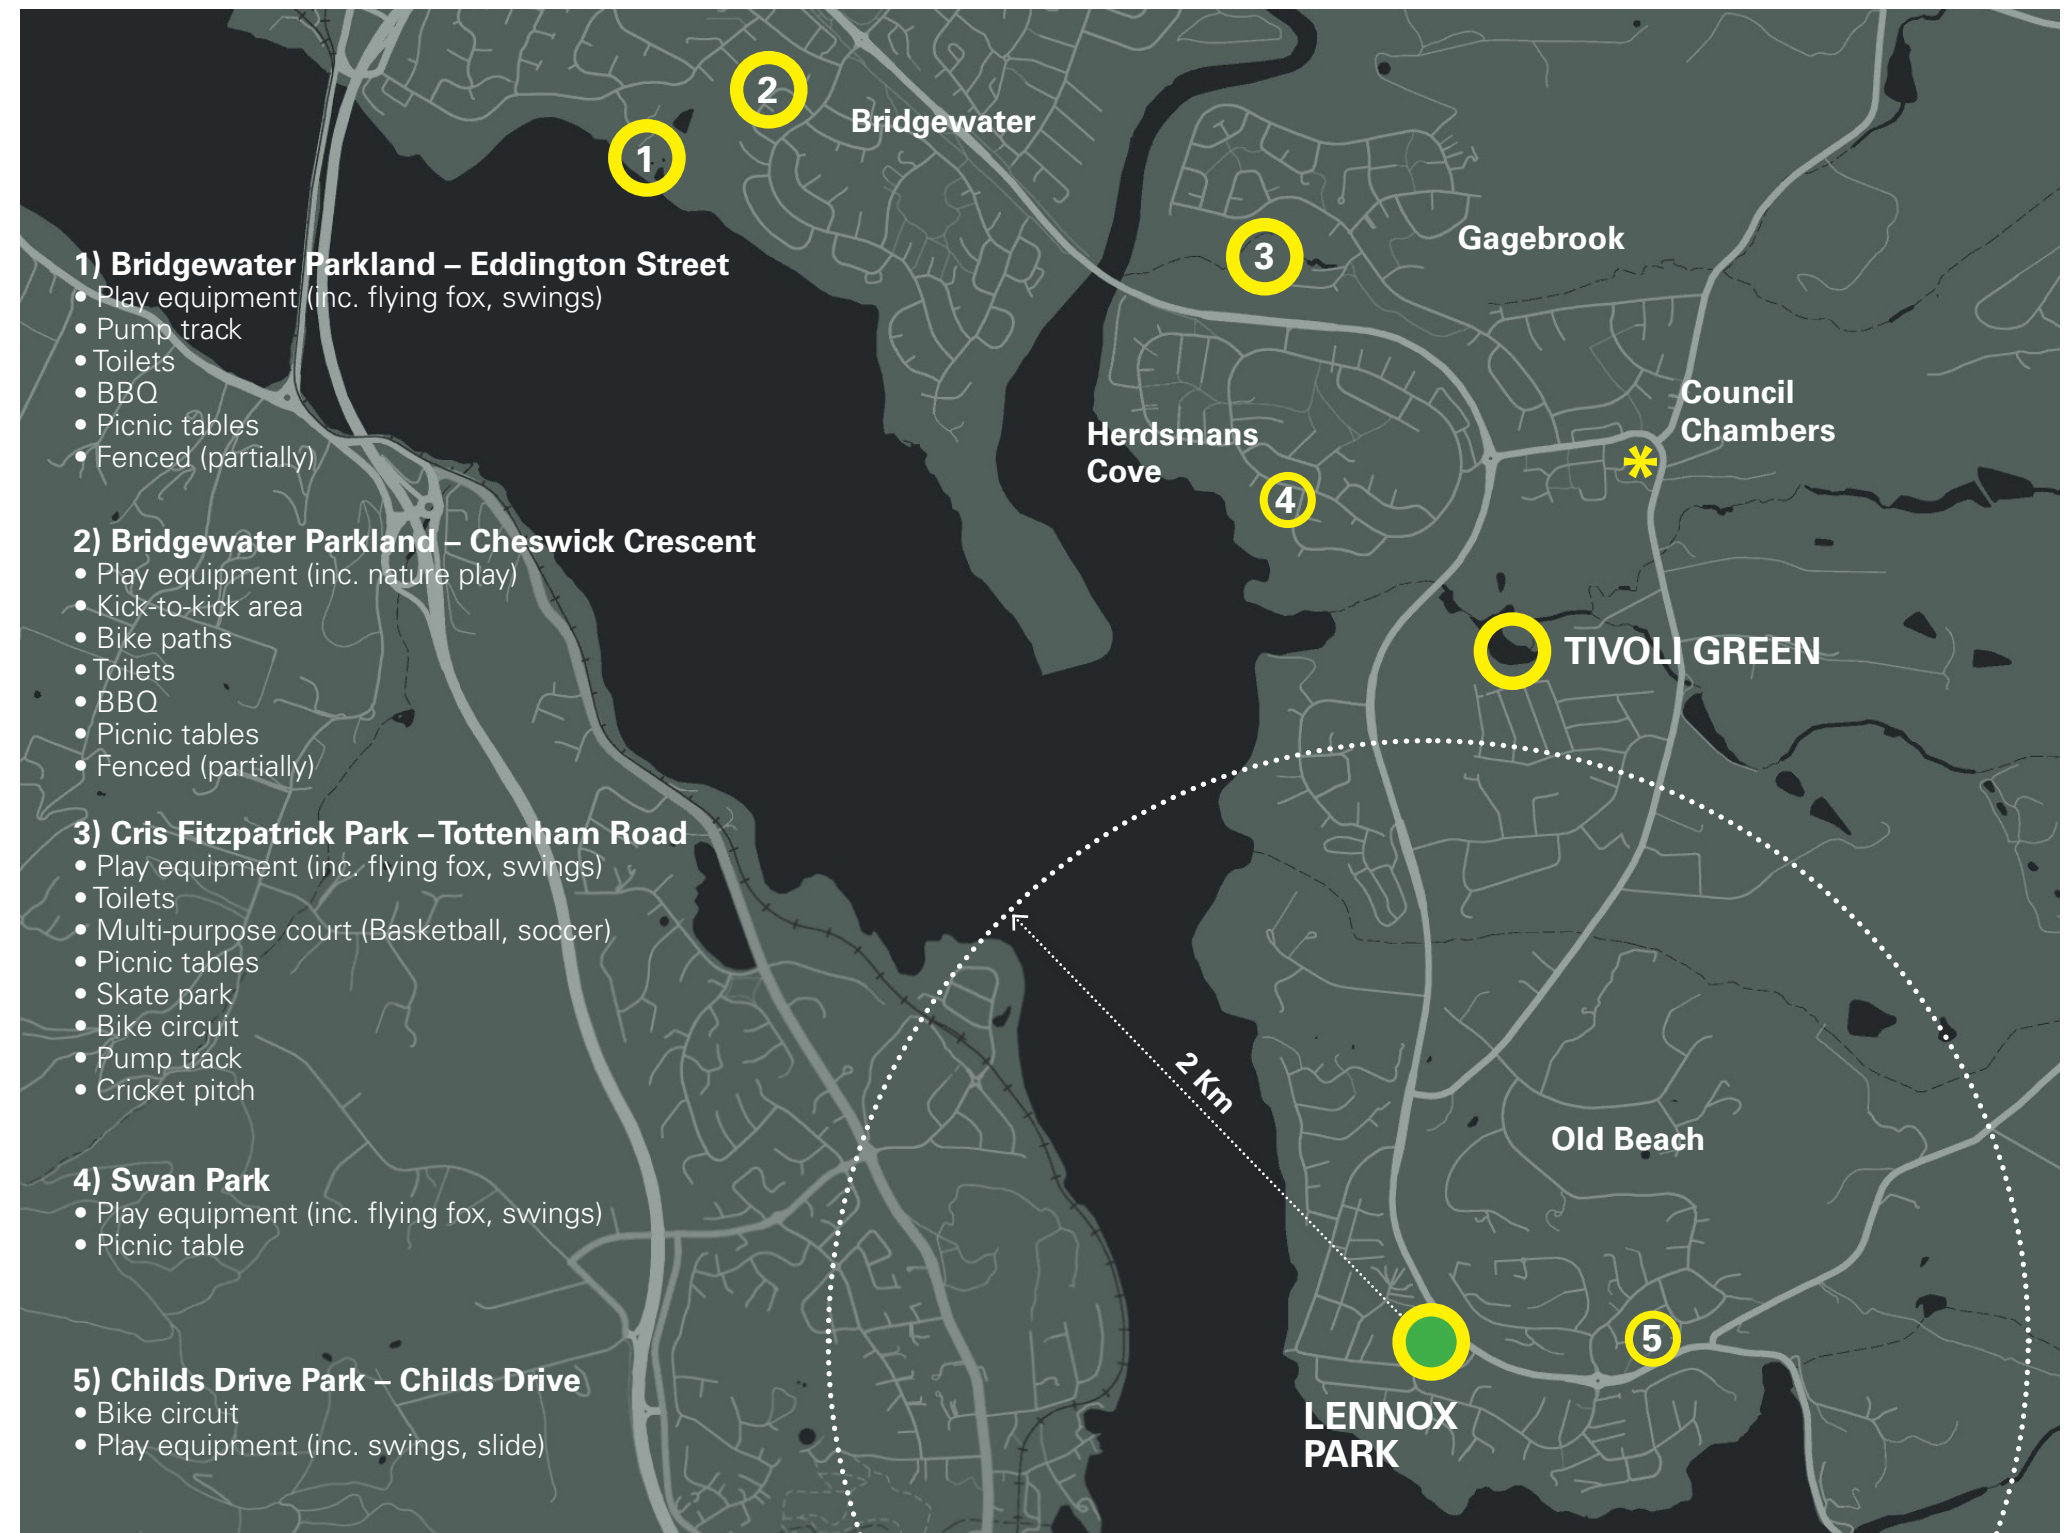 2
Bridgewater
1
Gagebrook
3
1) Bridgewater Parkland – Eddington Street
• Play equipment (inc. flying fox, swings)
• Pump track
• Toilets
• BBQ
• Picnic tables
• Fenced (partially)
Council
Chambers
*
Herdsmans
Cove
4
2) Bridgewater Parkland – Cheswick Crescent
• Play equipment (inc. nature play)
• Kick-to-kick area
• Bike paths
• Toilets
• BBQ
• Picnic tables
• Fenced (partially)
TIVOLI GREEN
3) Cris Fitzpatrick Park – Tottenham Road
• Play equipment (inc. flying fox, swings)
• Toilets
• Multi-purpose court (Basketball, soccer)
• Picnic tables
• Skate park
• Bike circuit
• Pump track
• Cricket pitch
2 Km
Old Beach
4) Swan Park
• Play equipment (inc. flying fox, swings)
• Picnic table
5
5) Childs Drive Park – Childs Drive
• Bike circuit
• Play equipment (inc. swings, slide)
LENNOX
PARK